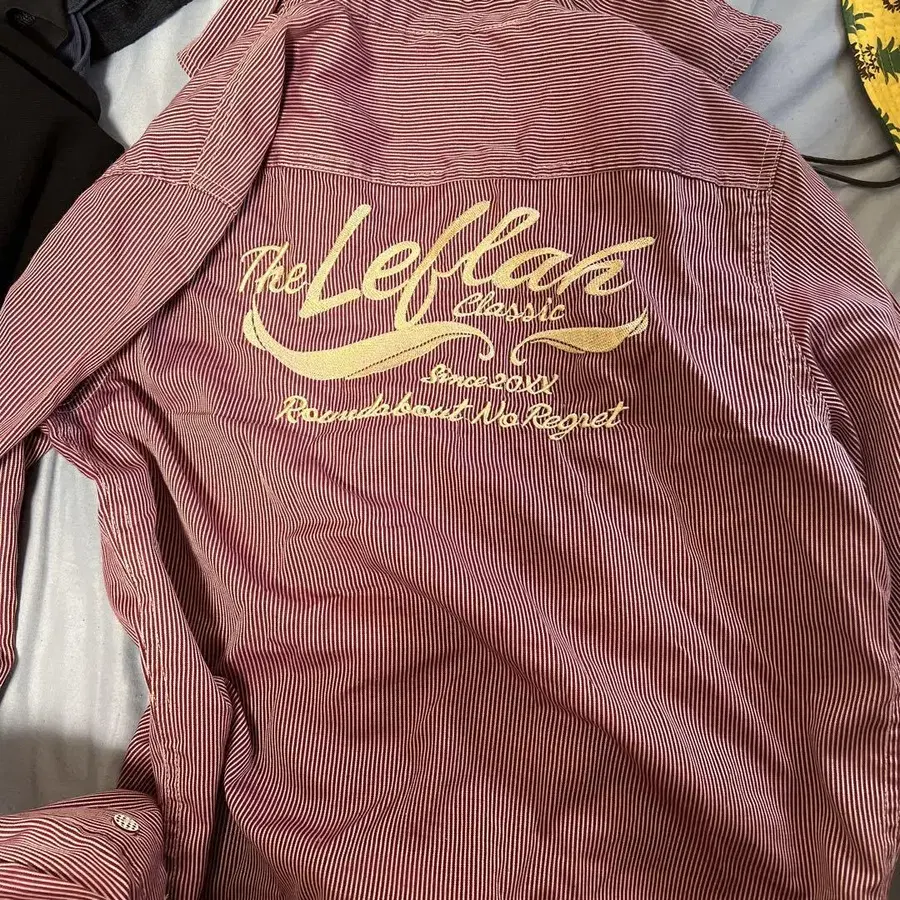 The Leflah
Classic
Since 20XX
Roundabout No Regret